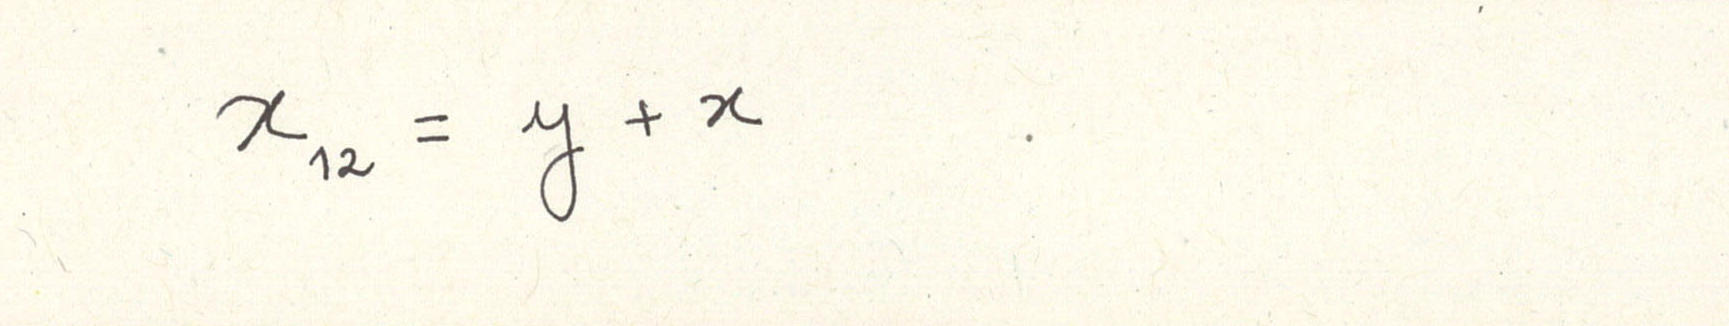 x₁₂ = y + x